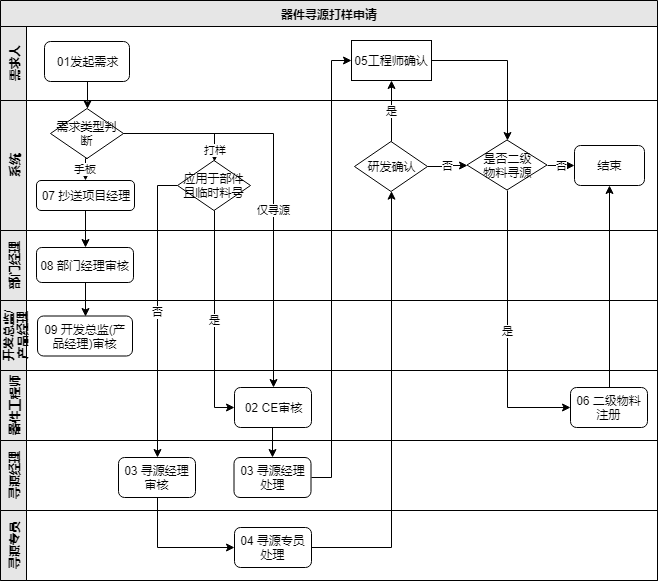 器件寻源打样申请
需求人
01发起需求
05工程师确认
系统
需求类型判
断
手板
07 抄送项目经理
打样
应用于部件
且临时料号
仅寻源
是
研发确认
否
是否二级
物料寻源
否
结束
部门经理
08 部门经理审核
开发总监/
产品经理
09 开发总监(产
品经理)审核
否
是
是
器件工程师
02 CE审核
06 二级物料
注册
寻源经理
03 寻源经理
审核
03 寻源经理
处理
寻源专员
04 寻源专员
处理